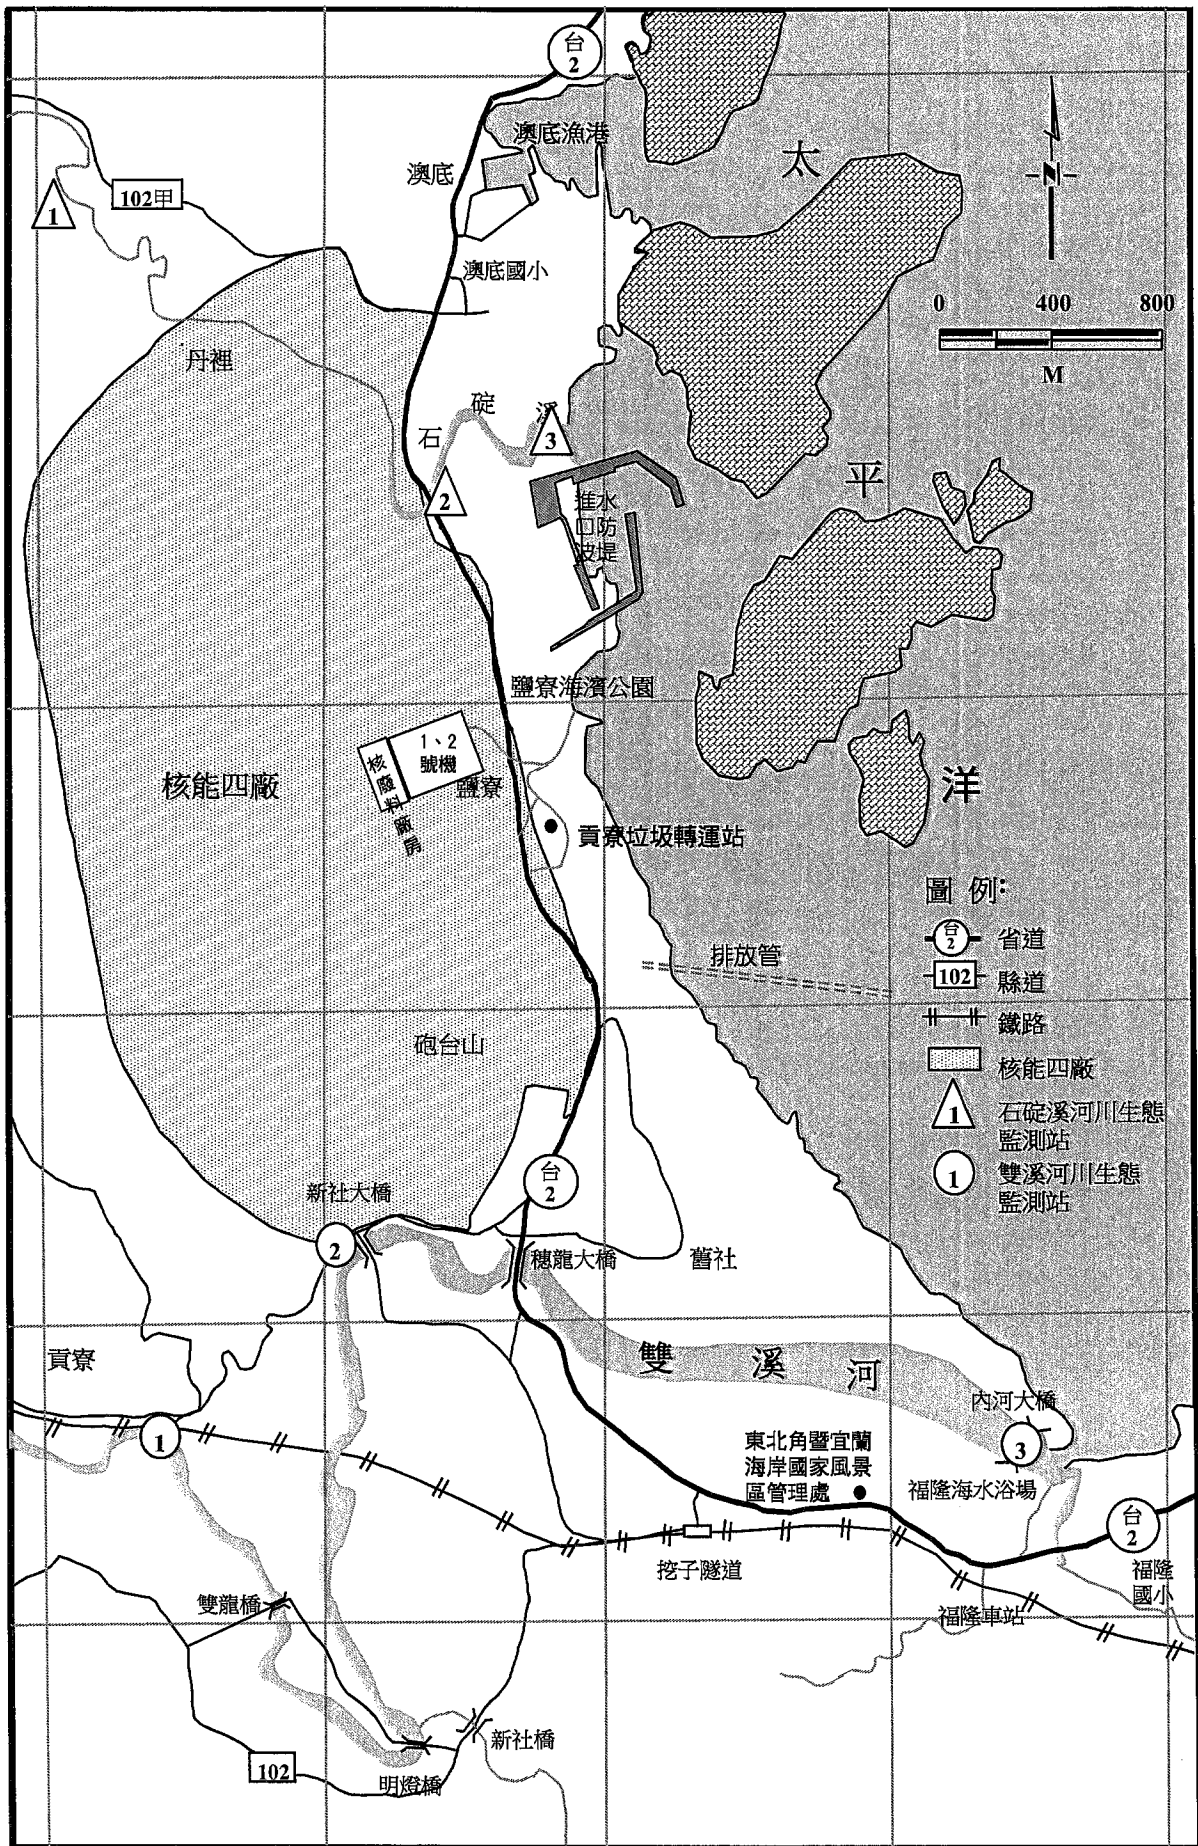 台
2
澳底漁港
太
澳底
102甲
1
N
澳底國小
0 400 800
M
丹裡
碇
溪
石
3
2
平
進水
口防
波堤
鹽寮海濱公園
1、2
號機
核廢料廠房
鹽寮
核能四廠
洋
貢寮垃圾轉運站
圖 例:
台
2
省道
排放管
102
縣道
鐵路
砲台山
核能四廠
1
石碇溪河川生態
監測站
1
雙溪河川生態
監測站
台
2
新社大橋
2
穗龍大橋
舊社
雙 溪 河
貢寮
內河大橋
1
3
東北角暨宜蘭
海岸國家風景
區管理處
福隆海水浴場
台
2
挖子隧道
福隆
國小
雙龍橋
福隆車站
新社橋
102
明燈橋